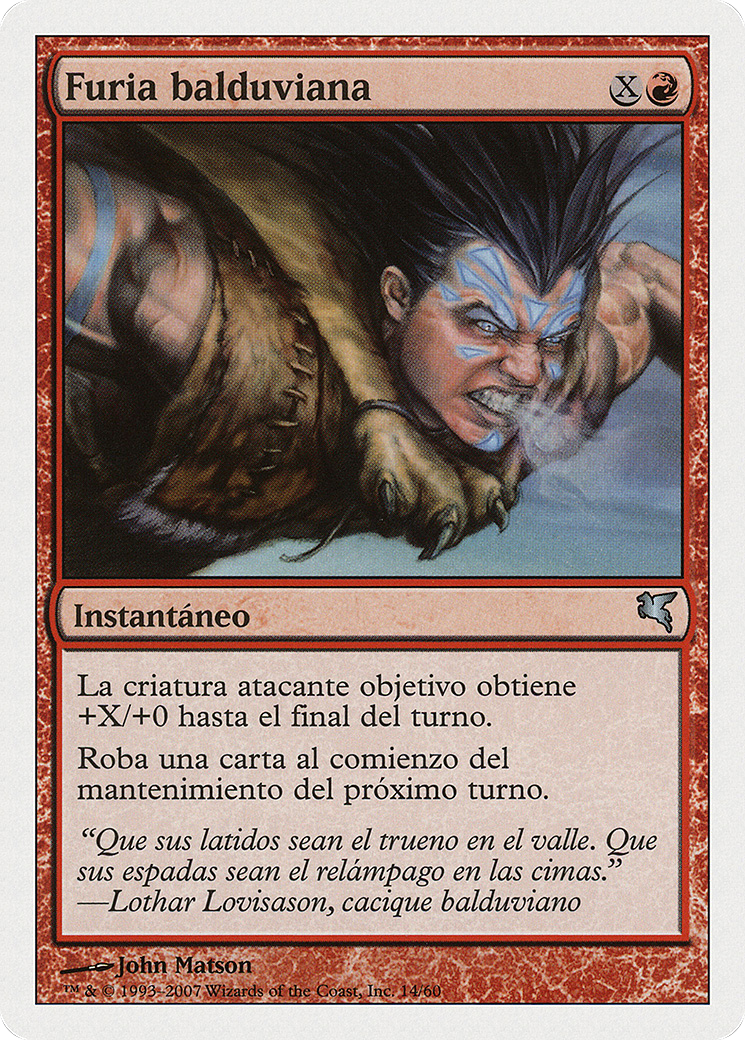 Furia balduviana X
Instantáneo
La criatura atacante objetivo obtiene
+X/+0 hasta el final del turno.
Roba una carta al comienzo del
mantenimiento del próximo turno.
“Que sus latidos sean el trueno en el valle. Que
sus espadas sean el relámpago en las cimas.”
—Lothar Lovisason, cacique balduviano
John Matson
™ & © 1993–2007 Wizards of the Coast, Inc. 14/60